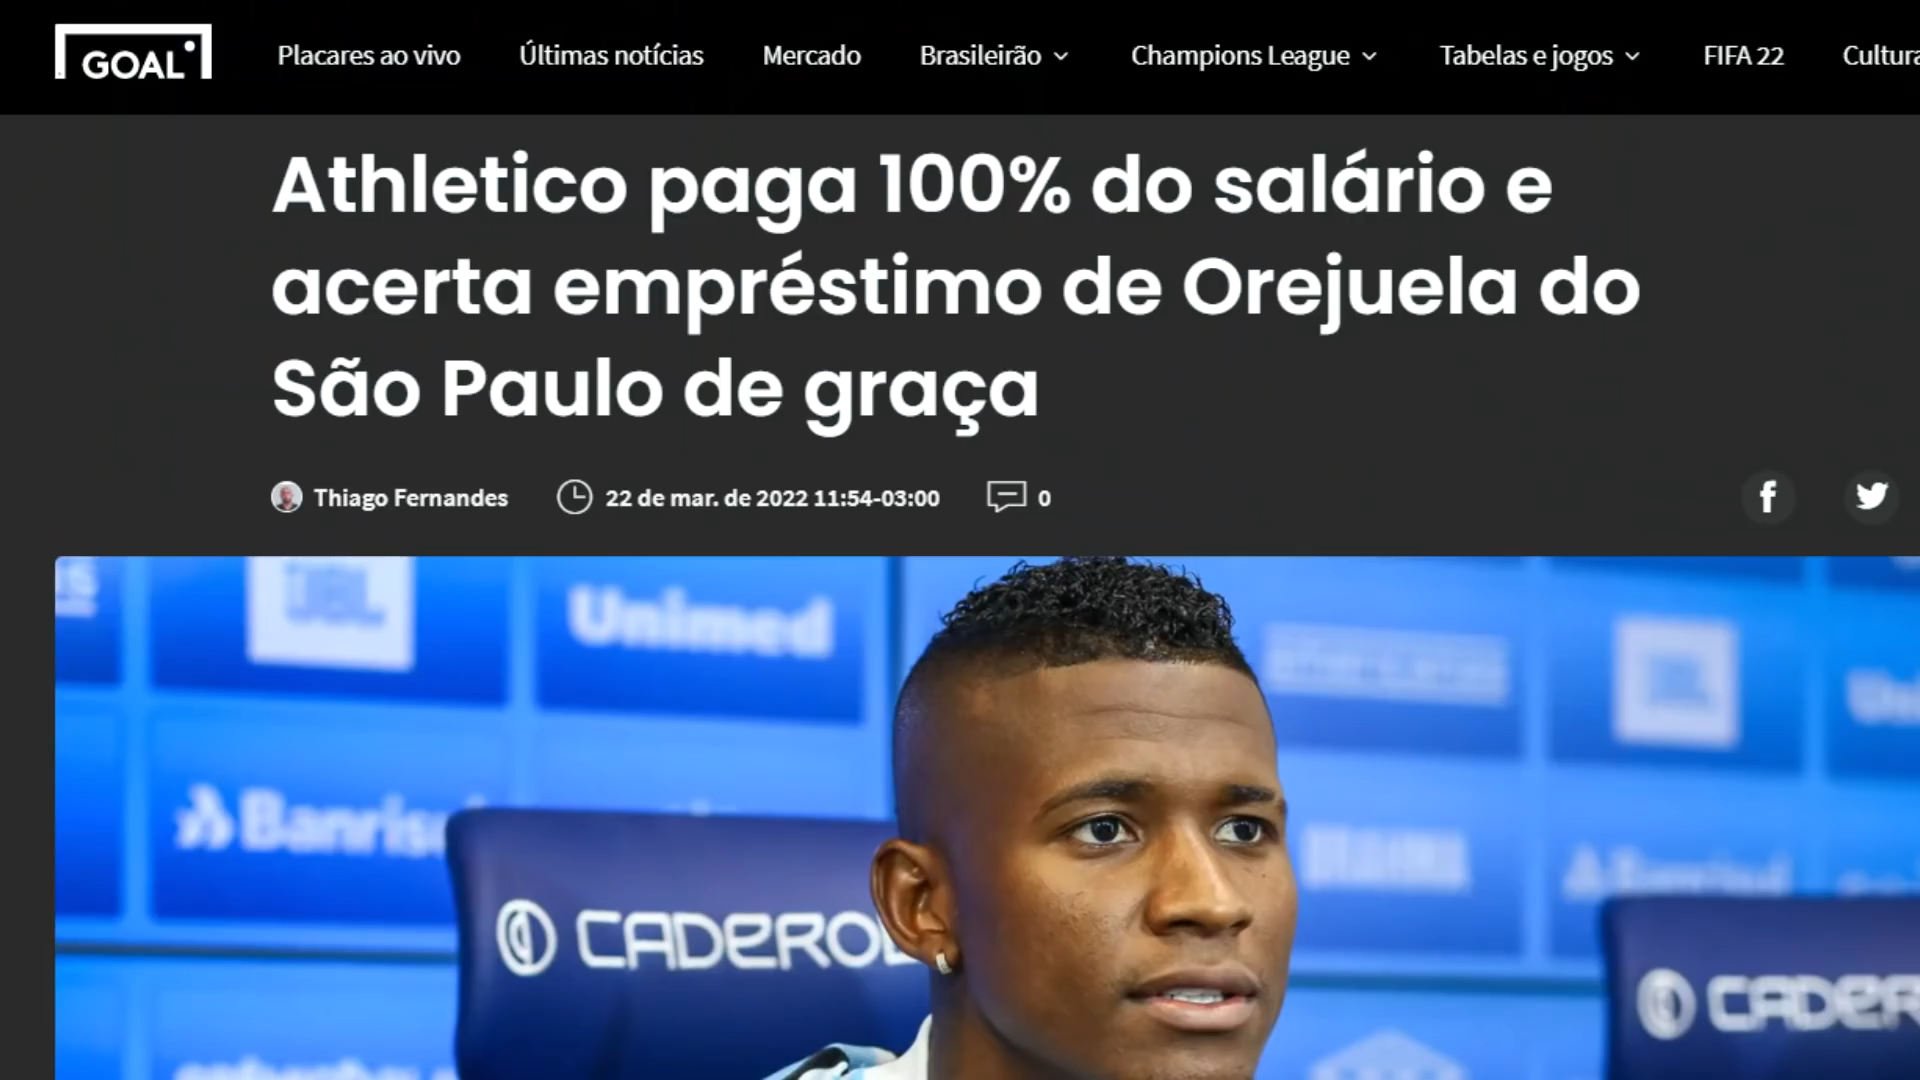 GOAL
Placares ao vivo
Últimas notícias
Mercado
Brasileirão
Champions League
Tabelas e jogos
FIFA 22
Athletico paga 100% do salário e
acerta empréstimo de Orejuela do
São Paulo de graça
Thiago Fernandes
22 de mar. de 2022 11:54-03:00
0
JBL
Unimed